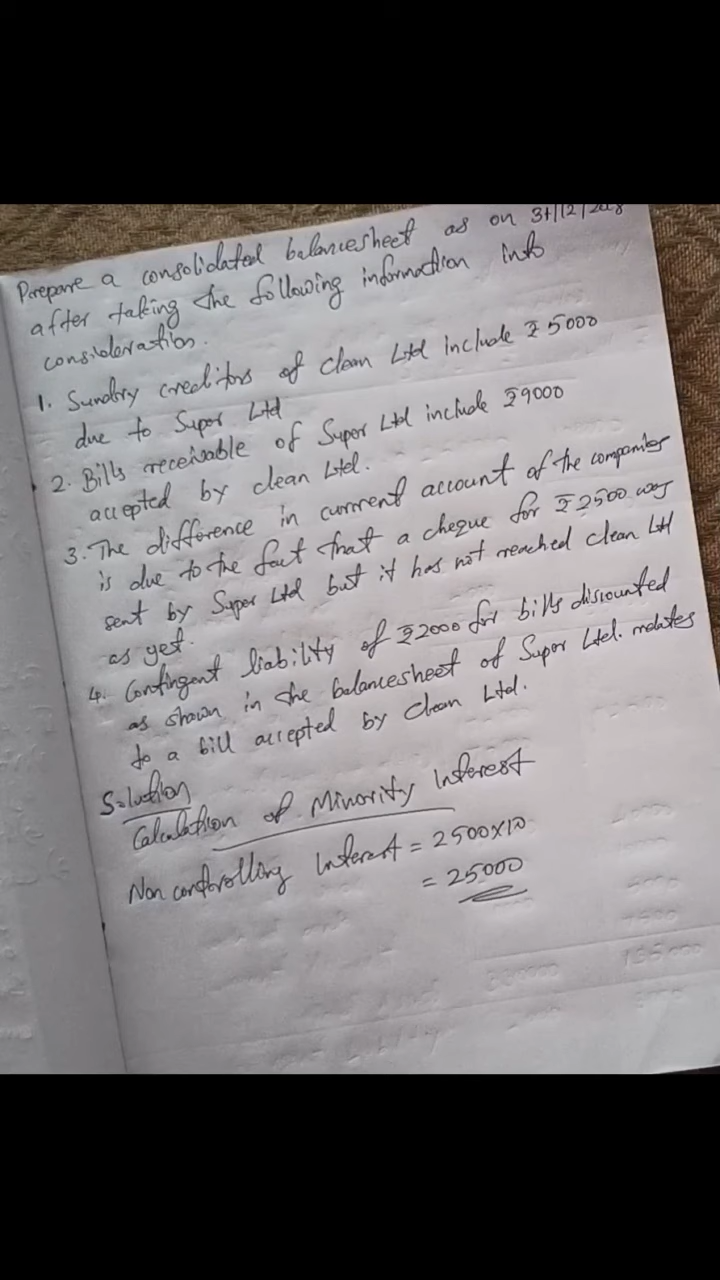 Prepare a consolidated balancesheet as on 31/12/2018
after taking the following information into
consideration.
1. Sundry creditors of Clean Ltd include ₹5000
due to Super Ltd
2. Bills receivable of Super Ltd include ₹9000
accepted by clean Ltd.
3. The difference in current account of the companies
is due to the fact that a cheque for ₹2500 was
sent by Super Ltd but it has not reached clean Ltd
as yet.
4. Contingent liability of ₹2000 for bills discounted
as shown in the balancesheet of Super Ltd. relates
to a bill accepted by Clean Ltd.
Solution
Calculation of Minority Interest
Non controlling Interest = 2500x10
= 25000